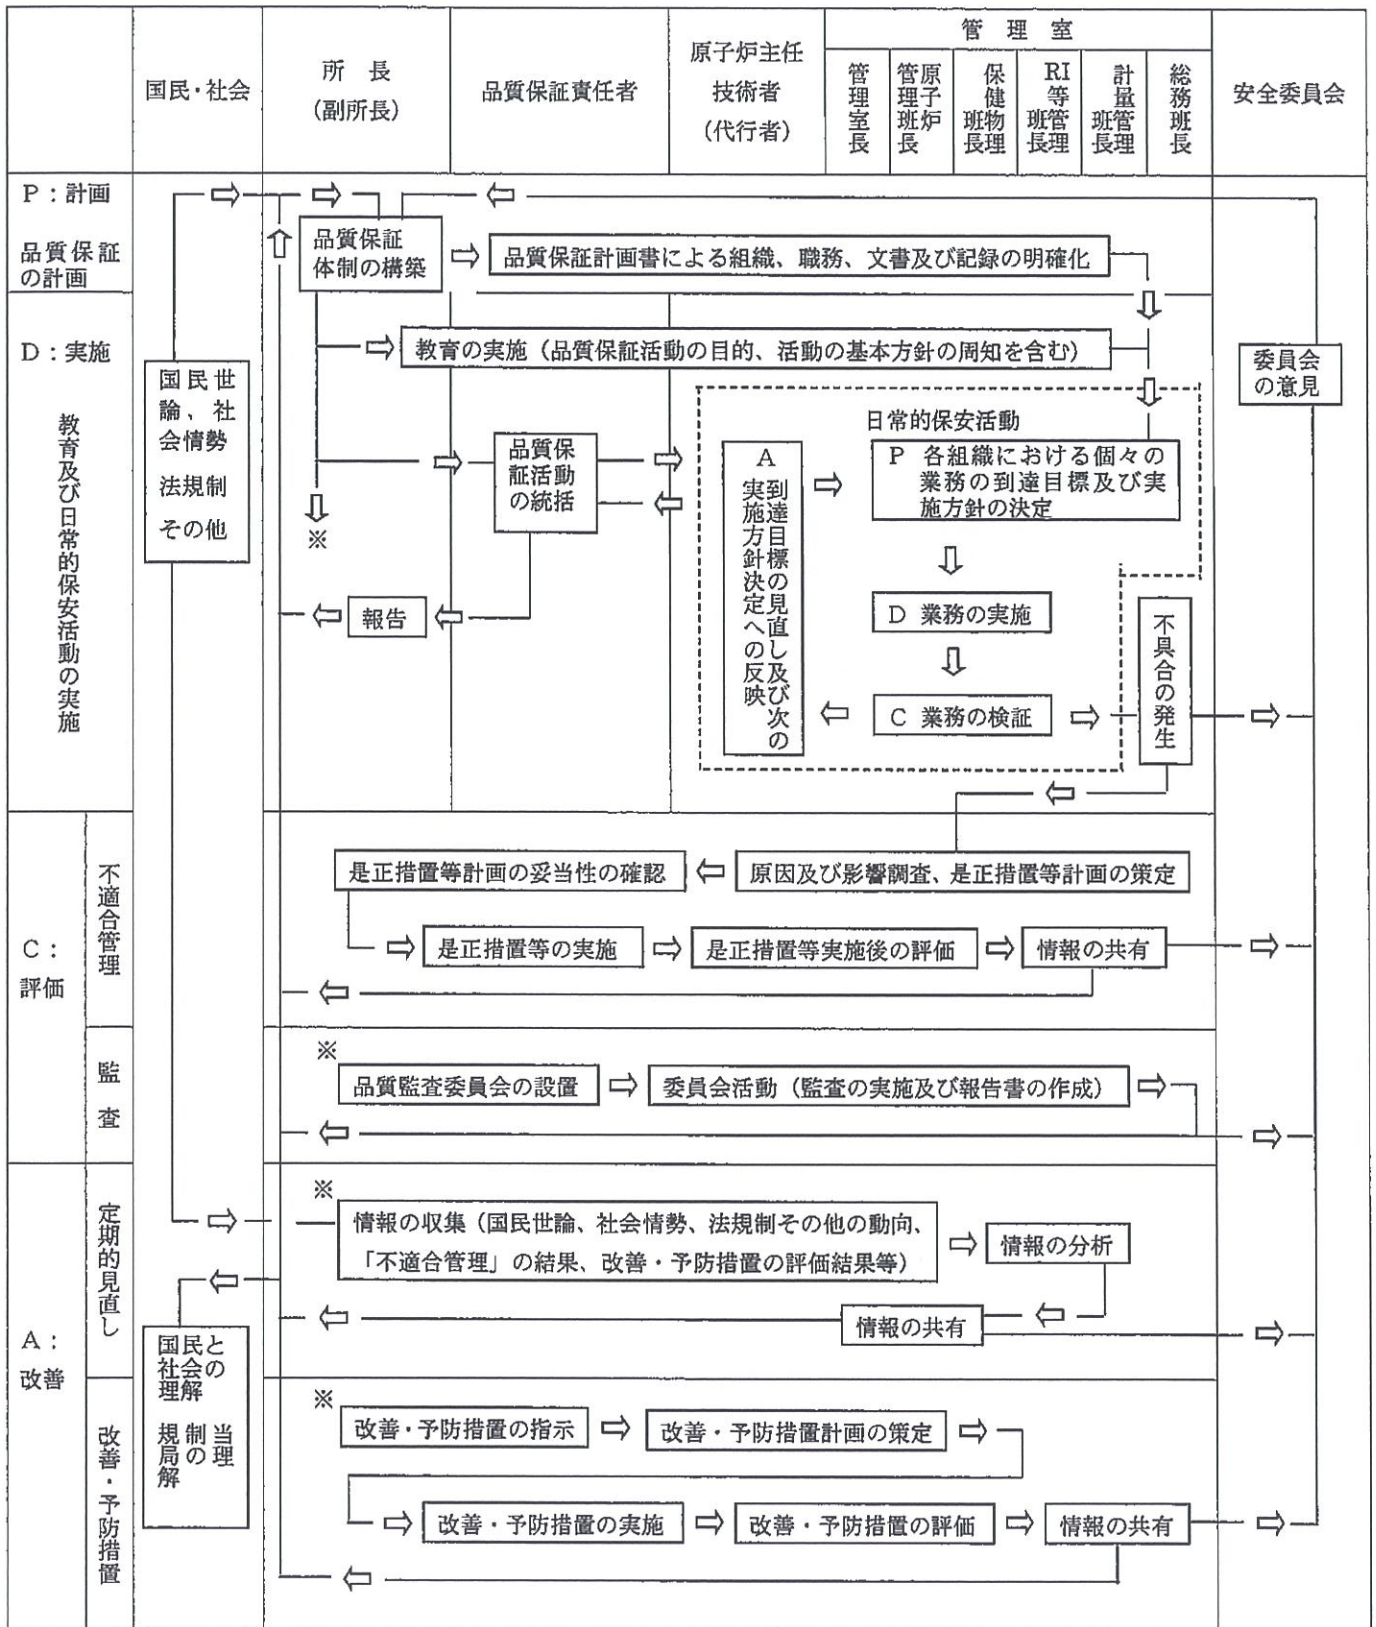 国民・社会
所 長
(副所長)
品質保証責任者
原子炉主任
技術者
(代行者)
管 理 室
管理室長
原子炉
管理班長
保健物理
班長
RI等管理
班長
計量管理
班長
総務班長
安全委員会
P：計画
品質保証
の計画
品質保証
体制の構築
品質保証計画書による組織、職務、文書及び記録の明確化
D：実施
教育及び日常的保安活動の実施
教育の実施（品質保証活動の目的、活動の基本方針の周知を含む）
委員会
の意見
国民世
論、社
会情勢
法規制
その他
日常的保安活動
品質保
証活動
の統括
A
到達目標の見直し及び次の
実施方針決定への反映
P 各組織における個々の
業務の到達目標及び実
施方針の決定
※
報告
D 業務の実施
不具合の発生
C 業務の検証
C：
評価
不適合管理
是正措置等計画の妥当性の確認
原因及び影響調査、是正措置等計画の策定
是正措置等の実施
是正措置等実施後の評価
情報の共有
監査
※
品質監査委員会の設置
委員会活動（監査の実施及び報告書の作成）
A：
改善
定期的見直し
※
情報の収集（国民世論、社会情勢、法規制その他の動向、
「不適合管理」の結果、改善・予防措置の評価結果等）
情報の分析
情報の共有
国民と
社会の
理解
規制当
局の理
解
改善・予防措置
※
改善・予防措置の指示
改善・予防措置計画の策定
改善・予防措置の実施
改善・予防措置の評価
情報の共有